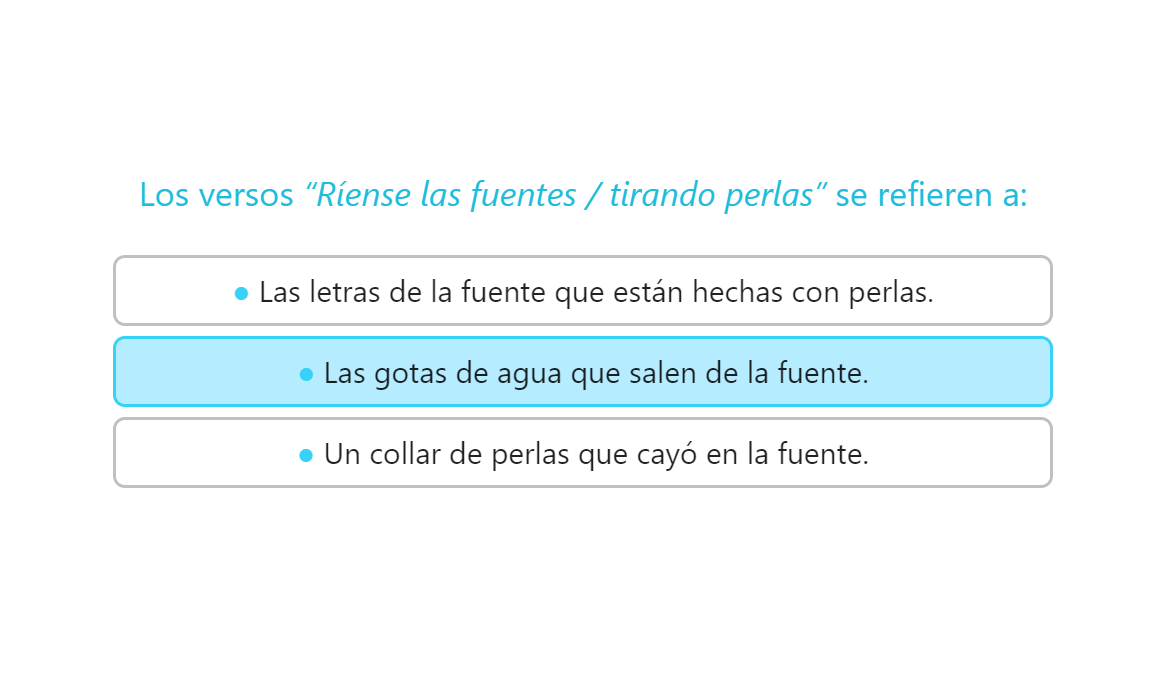 Los versos “Ríense las fuentes / tirando perlas” se refieren a:
● Las letras de la fuente que están hechas con perlas.
● Las gotas de agua que salen de la fuente.
● Un collar de perlas que cayó en la fuente.